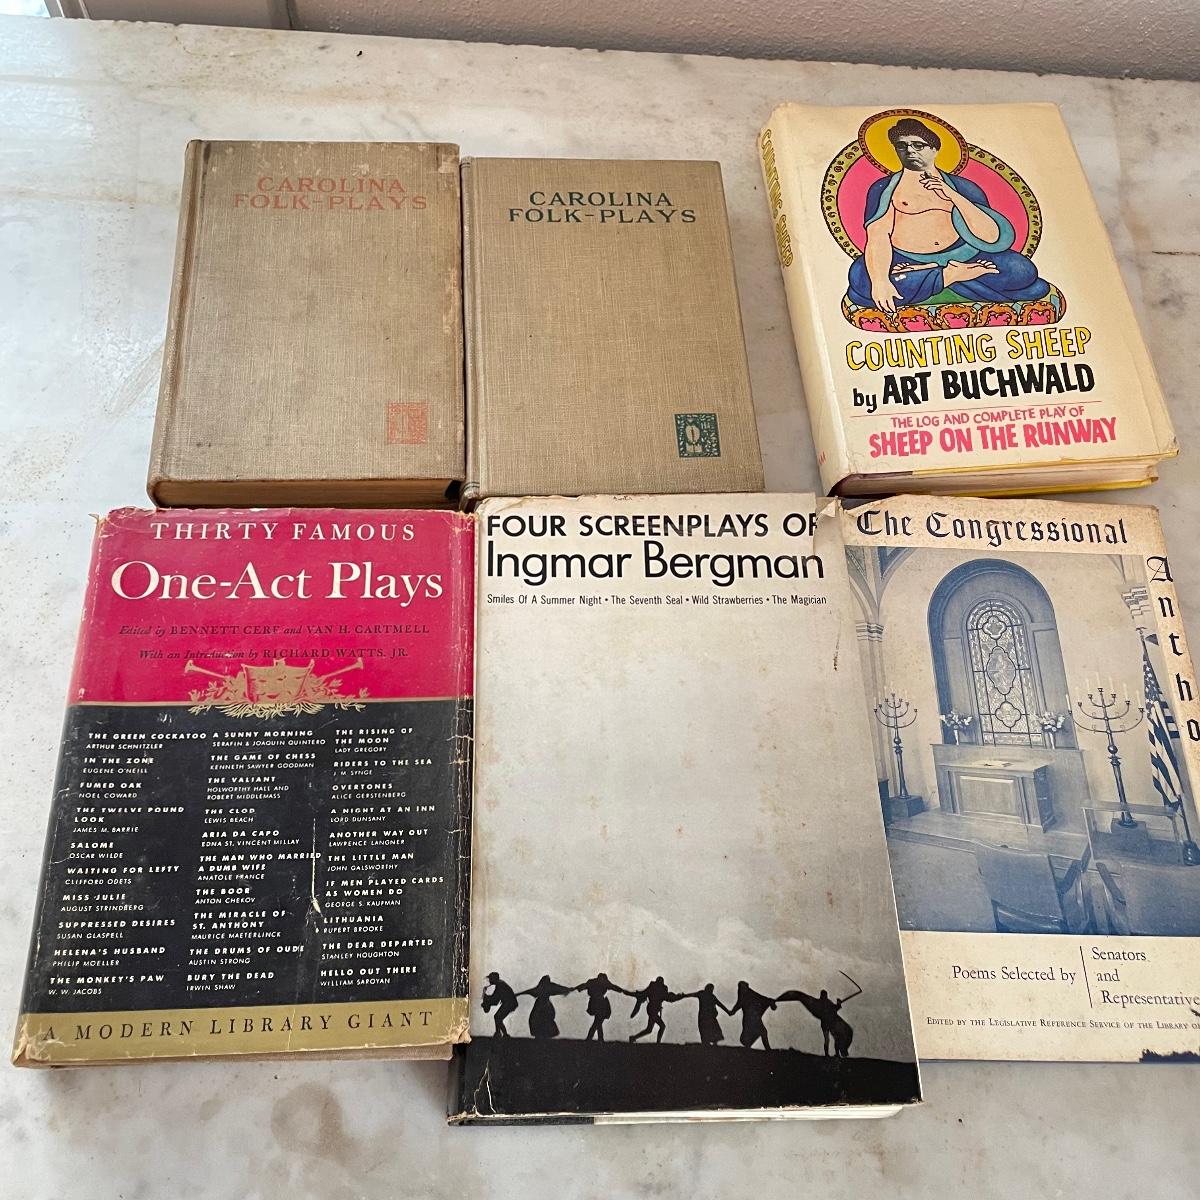 CAROLINA
FOLK-PLAYS
CAROLINA
FOLK-PLAYS
COUNTING SHEEP
COUNTING SHEEP
by ART BUCHWALD
THE LOG AND COMPLETE PLAY OF
SHEEP ON THE RUNWAY
THIRTY FAMOUS
One-Act Plays
Edited by BENNETT CERF and VAN H. CARTMELL
With an Introduction by RICHARD WATTS, JR.
THE GREEN COCKATOO
ARTHUR SCHNITZLER
IN THE ZONE
EUGENE O'NEILL
FUMED OAK
NOEL COWARD
THE TWELVE POUND
LOOK
JAMES M. BARRIE
SALOME
OSCAR WILDE
WAITING FOR LEFTY
CLIFFORD ODETS
MISS JULIE
AUGUST STRINDBERG
SUPPRESSED DESIRES
SUSAN GLASPELL
HELENA'S HUSBAND
PHILIP MOELLER
THE MONKEY'S PAW
W. W. JACOBS
A SUNNY MORNING
SERAFIN & JOAQUIN QUINTERO
THE GAME OF CHESS
KENNETH SAWYER GOODMAN
THE VALIANT
HOLWORTHY HALL AND
ROBERT MIDDLEMASS
THE CLOD
LEWIS BEACH
ARIA DA CAPO
EDNA ST. VINCENT MILLAY
THE MAN WHO MARRIED
A DUMB WIFE
ANATOLE FRANCE
THE BOOR
ANTON CHEKOV
THE MIRACLE OF
ST. ANTHONY
MAURICE MAETERLINCK
THE DRUMS OF OUDE
AUSTIN STRONG
BURY THE DEAD
IRWIN SHAW
THE RISING OF
THE MOON
LADY GREGORY
RIDERS TO THE SEA
J. M. SYNGE
OVERTONES
ALICE GERSTENBERG
A NIGHT AT AN INN
LORD DUNSANY
ANOTHER WAY OUT
LAWRENCE LANGNER
THE LITTLE MAN
JOHN GALSWORTHY
IF MEN PLAYED CARDS
AS WOMEN DO
GEORGE S. KAUFMAN
LITHUANIA
RUPERT BROOKE
THE DEAR DEPARTED
STANLEY HOUGHTON
HELLO OUT THERE
WILLIAM SAROYAN
A MODERN LIBRARY GIANT
FOUR SCREENPLAYS OF
Ingmar Bergman
Smiles Of A Summer Night • The Seventh Seal • Wild Strawberries • The Magician
The Congressional
Antho
Poems Selected by
Senators
and
Representative
EDITED BY THE LEGISLATIVE REFERENCE SERVICE OF THE LIBRARY O